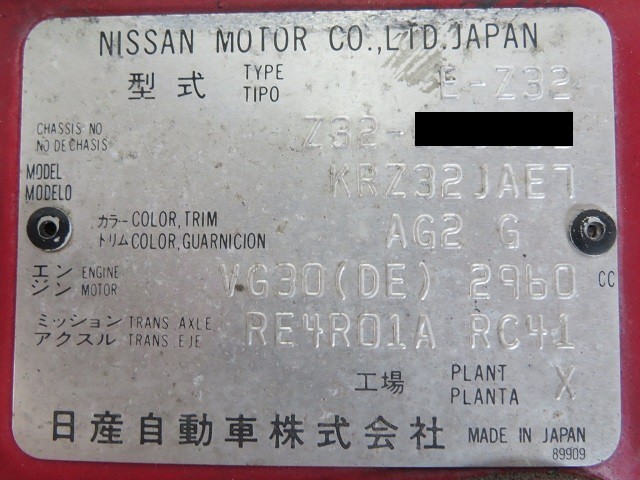 NISSAN MOTOR CO.,LTD.JAPAN
型式 TYPE TIPO E-Z32
CHASSIS NO
NO DE CHASIS Z32-
MODEL
MODELO KRZ32JAE7
カラー COLOR, TRIM
トリム COLOR, GUARNICION AG2 G
エン ENGINE
ジン MOTOR VG30(DE) 2960 CC
ミッション TRANS AXLE
アクスル TRANS EJE RE4R01A RC41
工場 PLANT
PLANTA X
日産自動車株式会社 MADE IN JAPAN
89909